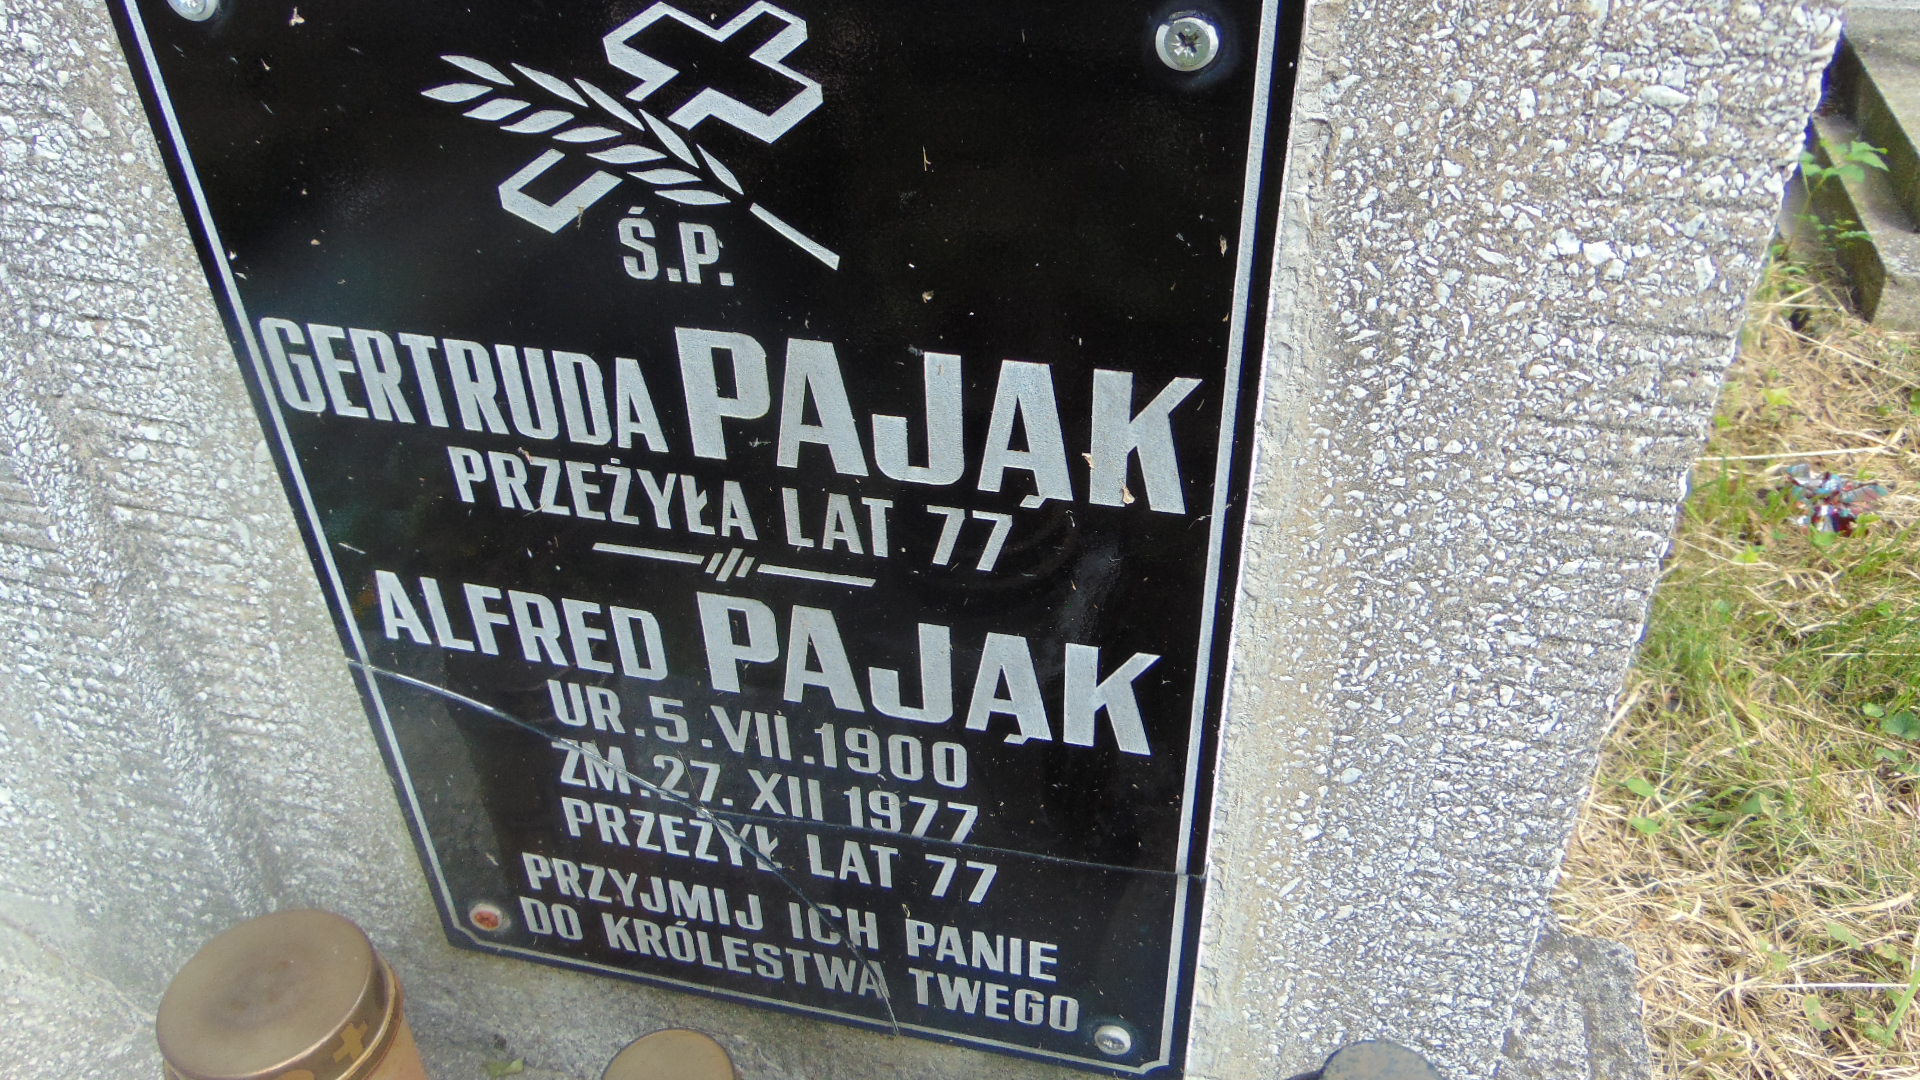 Ś.P.
GERTRUDA PAJĄK
PRZEŻYŁA LAT 77
ALFRED PAJĄK
UR. 5. VII. 1900
ZM. 27. XII 1977
PRZEŻYŁ LAT 77
PRZYJMIJ ICH PANIE
DO KRÓLESTWA TWEGO